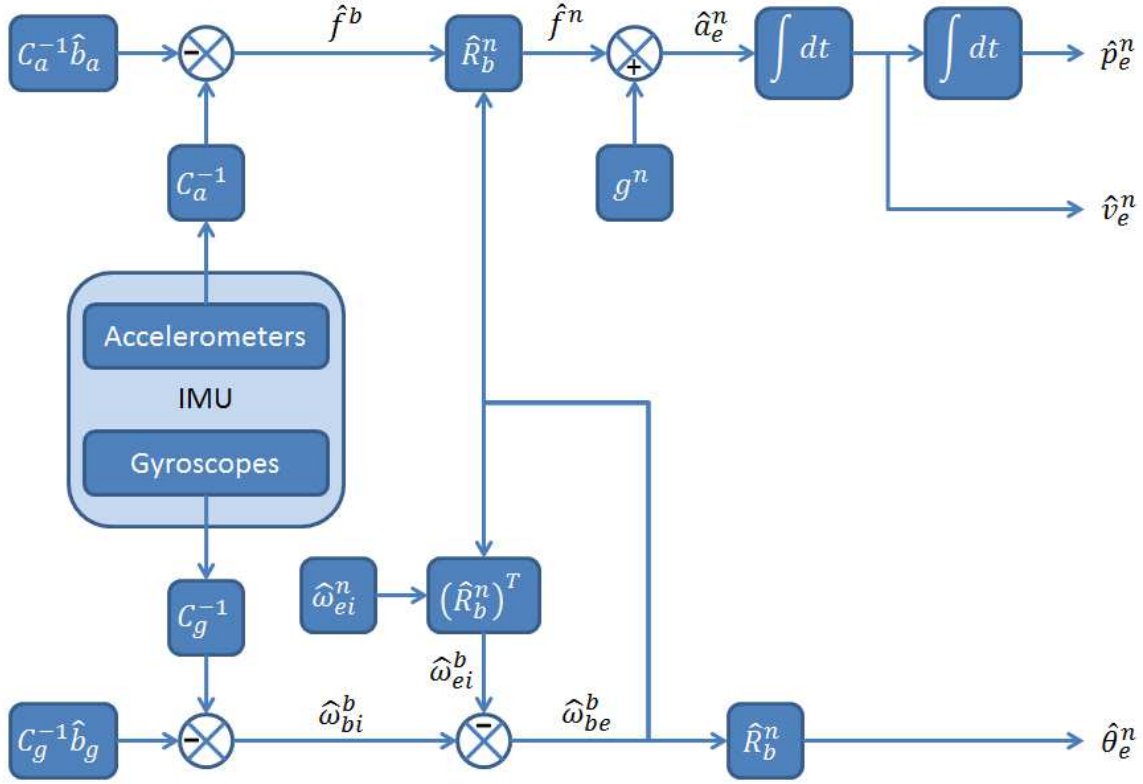 $C_a^{-1}\hat{b}_a$
−
$\hat{f}^b$
$\hat{R}_b^n$
$\hat{f}^n$
+
$\hat{a}_e^n$
$\int dt$
$\int dt$
$\hat{p}_e^n$
$C_a^{-1}$
$g^n$
$\hat{v}_e^n$
Accelerometers
IMU
Gyroscopes
$C_g^{-1}$
$\hat{\omega}_{ei}^n$
$(\hat{R}_b^n)^T$
$\hat{\omega}_{ei}^b$
$C_g^{-1}\hat{b}_g$
−
$\hat{\omega}_{bi}^b$
−
$\hat{\omega}_{be}^b$
$\hat{R}_b^n$
$\hat{\theta}_e^n$